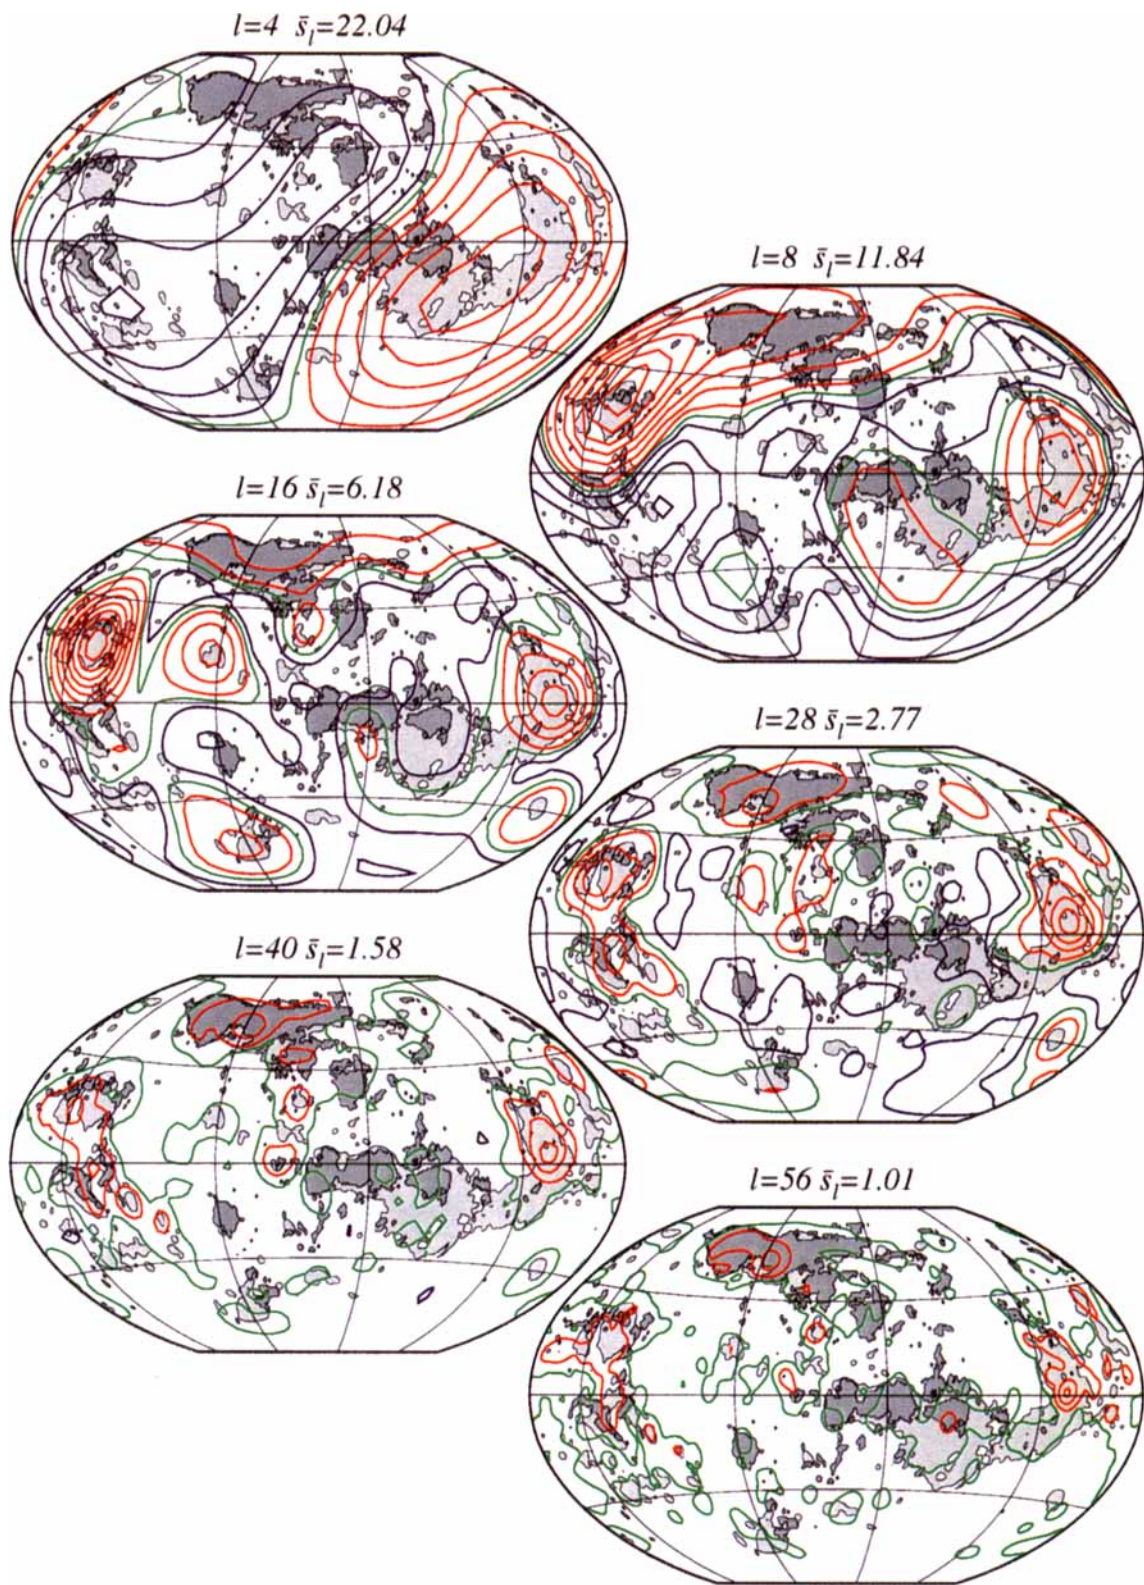 l=4 s̄ₗ=22.04
l=8 s̄ₗ=11.84
l=16 s̄ₗ=6.18
l=28 s̄ₗ=2.77
l=40 s̄ₗ=1.58
l=56 s̄ₗ=1.01